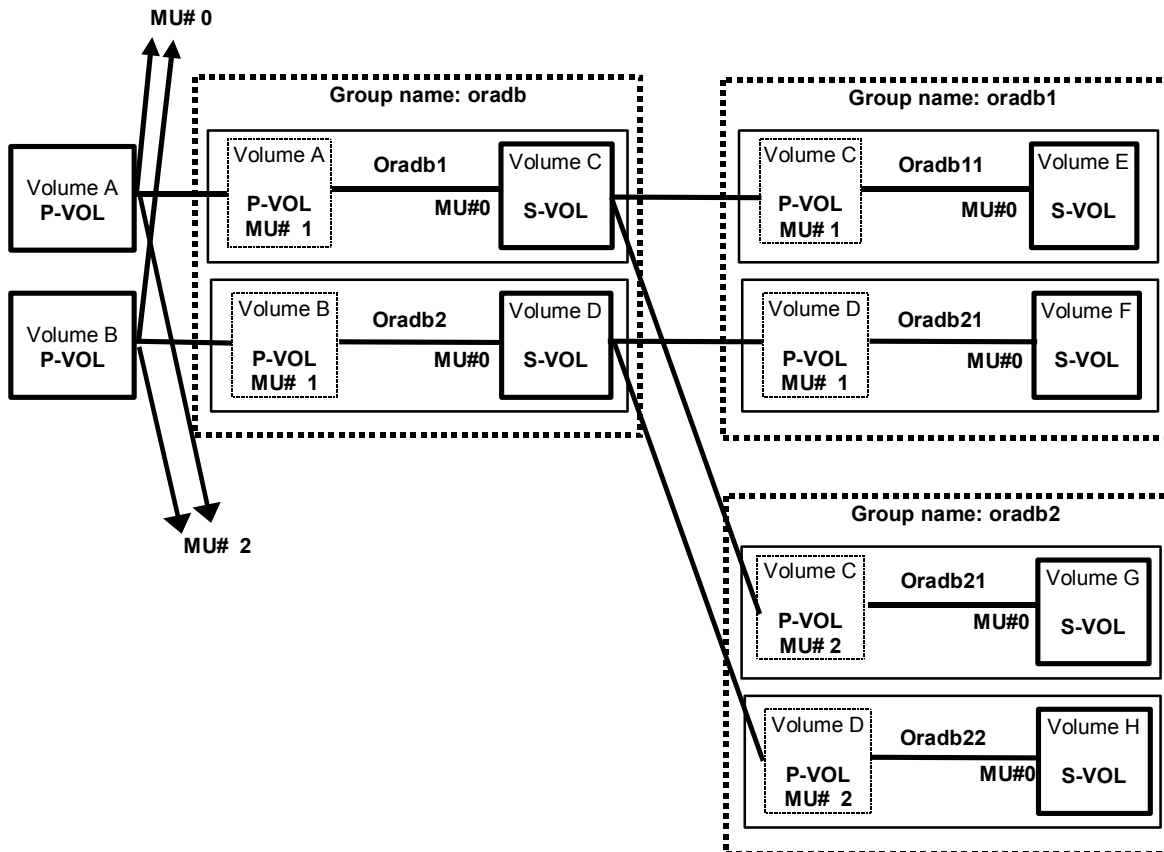 MU# 0
Volume A
P-VOL
Volume B
P-VOL
MU# 2
Group name: oradb
Volume A
P-VOL
MU# 1
Oradb1
MU#0
Volume C
S-VOL
Volume B
P-VOL
MU# 1
Oradb2
MU#0
Volume D
S-VOL
Group name: oradb1
Volume C
P-VOL
MU# 1
Oradb11
MU#0
Volume E
S-VOL
Volume D
P-VOL
MU# 1
Oradb21
MU#0
Volume F
S-VOL
Group name: oradb2
Volume C
P-VOL
MU# 2
Oradb21
MU#0
Volume G
S-VOL
Volume D
P-VOL
MU# 2
Oradb22
MU#0
Volume H
S-VOL